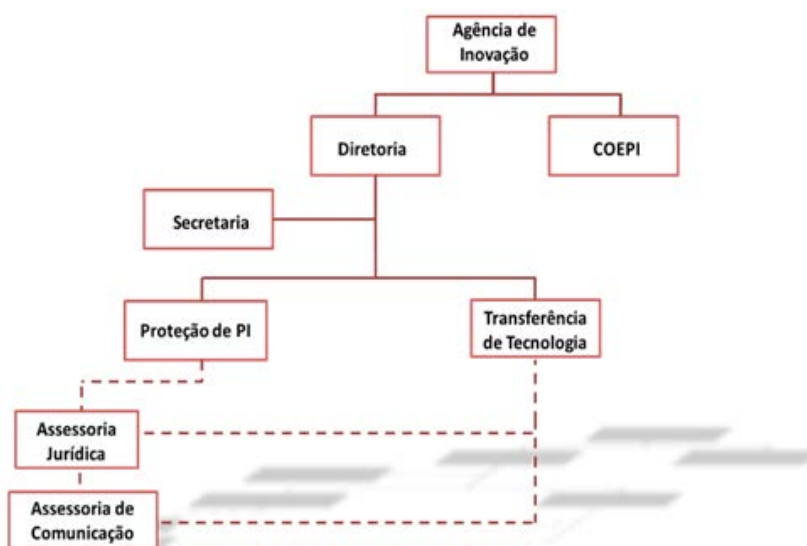 Agência de
Inovação
Diretoria
COEPI
Secretaria
Proteção de PI
Transferência
de Tecnologia
Assessoria
Jurídica
Assessoria de
Comunicação